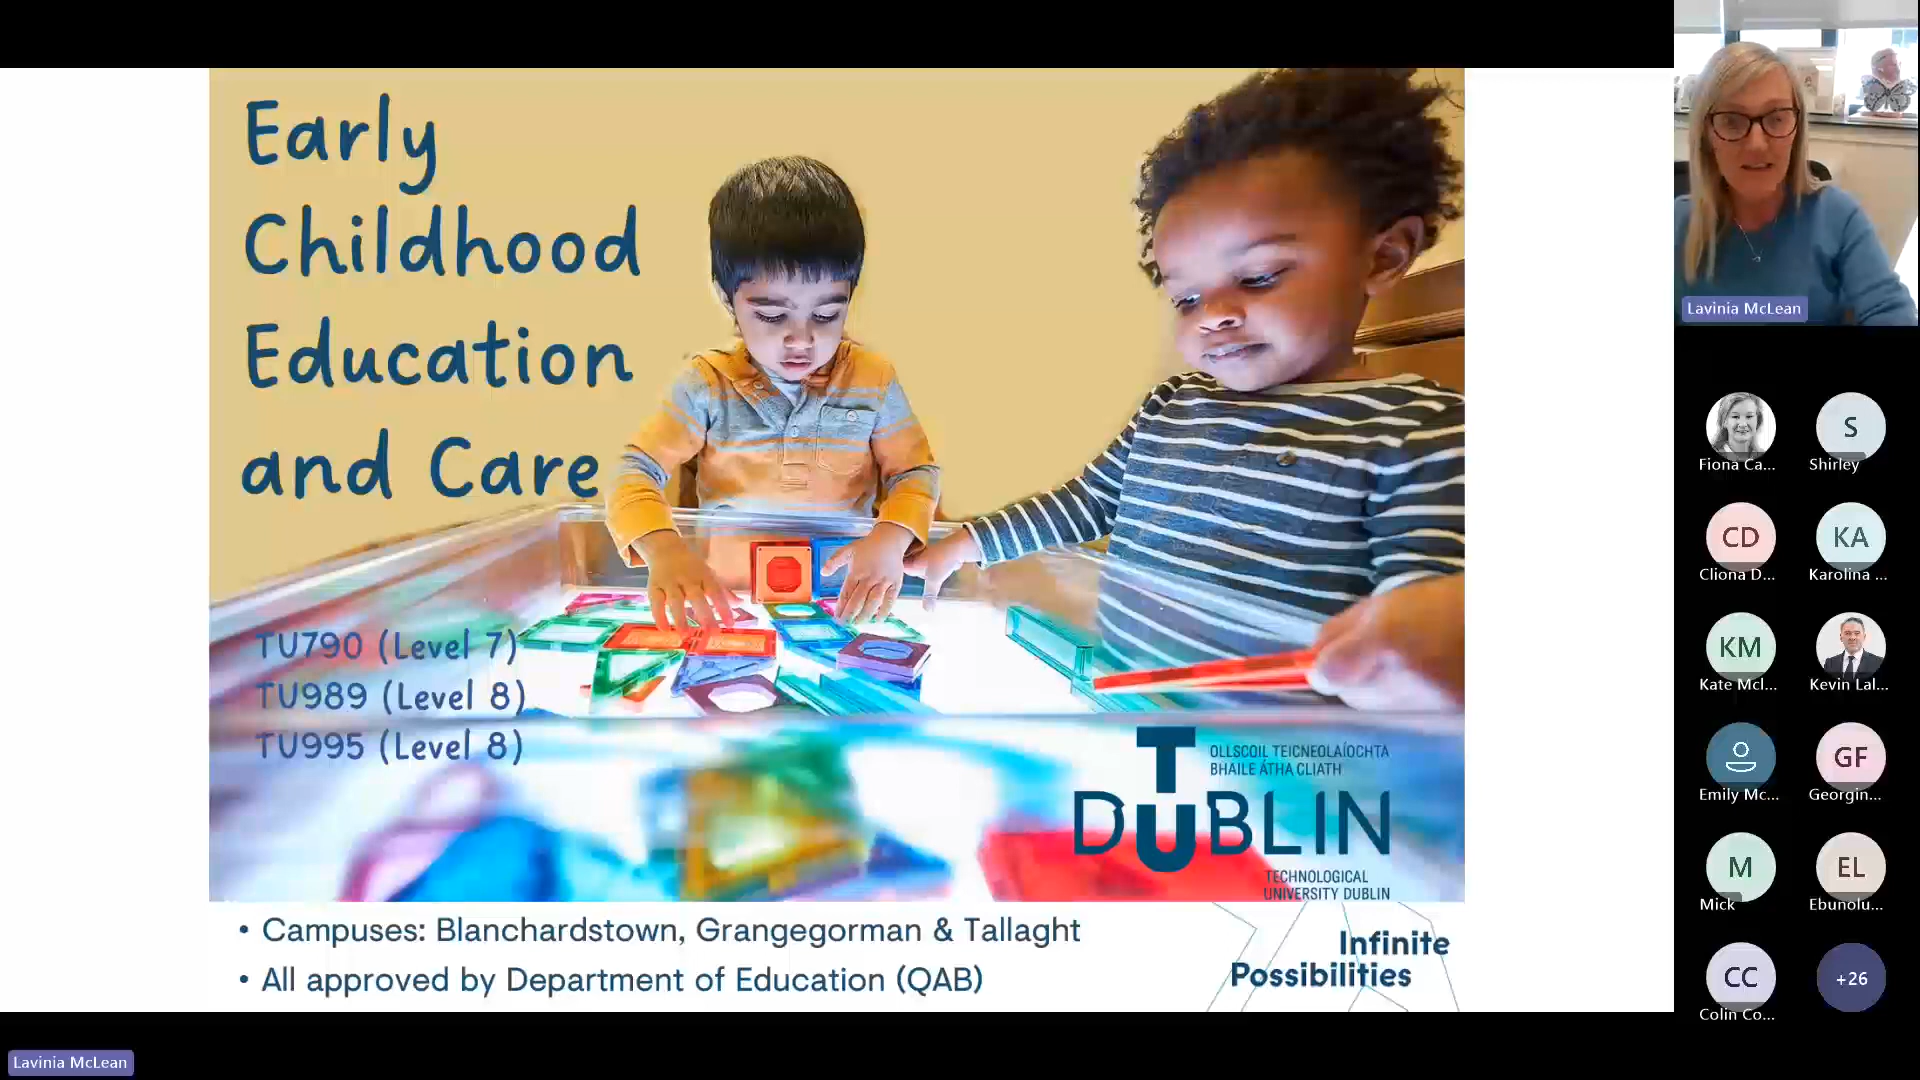 Early
Childhood
Education
and Care
TU790 (Level 7)
TU989 (Level 8)
TU995 (Level 8)
OLLSCOIL TEICNEOLAÍOCHTA
BHAILE ÁTHA CLIATH
T
DUBLIN
TECHNOLOGICAL
UNIVERSITY DUBLIN
• Campuses: Blanchardstown, Grangegorman & Tallaght
• All approved by Department of Education (QAB)
Infinite
Possibilities
Lavinia McLean
Lavinia McLean
Fiona Ca...
S
Shirley
CD
Cliona D...
KA
Karolina ...
KM
Kate McI...
Kevin Lal...
Emily Mc...
GF
Georgin...
M
Mick
EL
Ebunolu...
CC
Colin Co...
+26